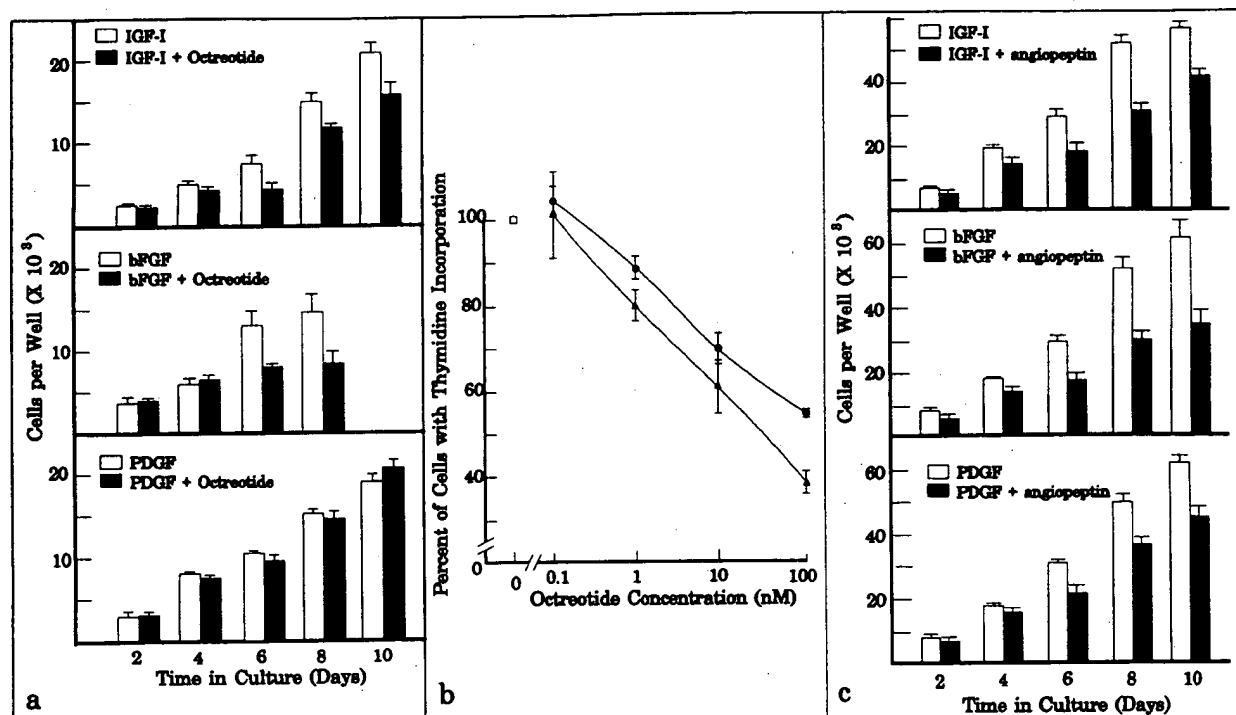 IGF-I
IGF-I + Octreotide
20
10
bFGF
bFGF + Octreotide
20
10
PDGF
PDGF + Octreotide
20
10
Cells per Well (X 10³)
2 4 6 8 10
Time in Culture (Days)
a
Percent of Cells with Thymidine Incorporation
100
80
60
40
0
0 0.1 1 10 100
Octreotide Concentration (nM)
b
IGF-I
IGF-I + angiopeptin
40
20
bFGF
bFGF + angiopeptin
60
40
20
PDGF
PDGF + angiopeptin
60
40
20
Cells per Well (X 10³)
2 4 6 8 10
Time in Culture (Days)
c